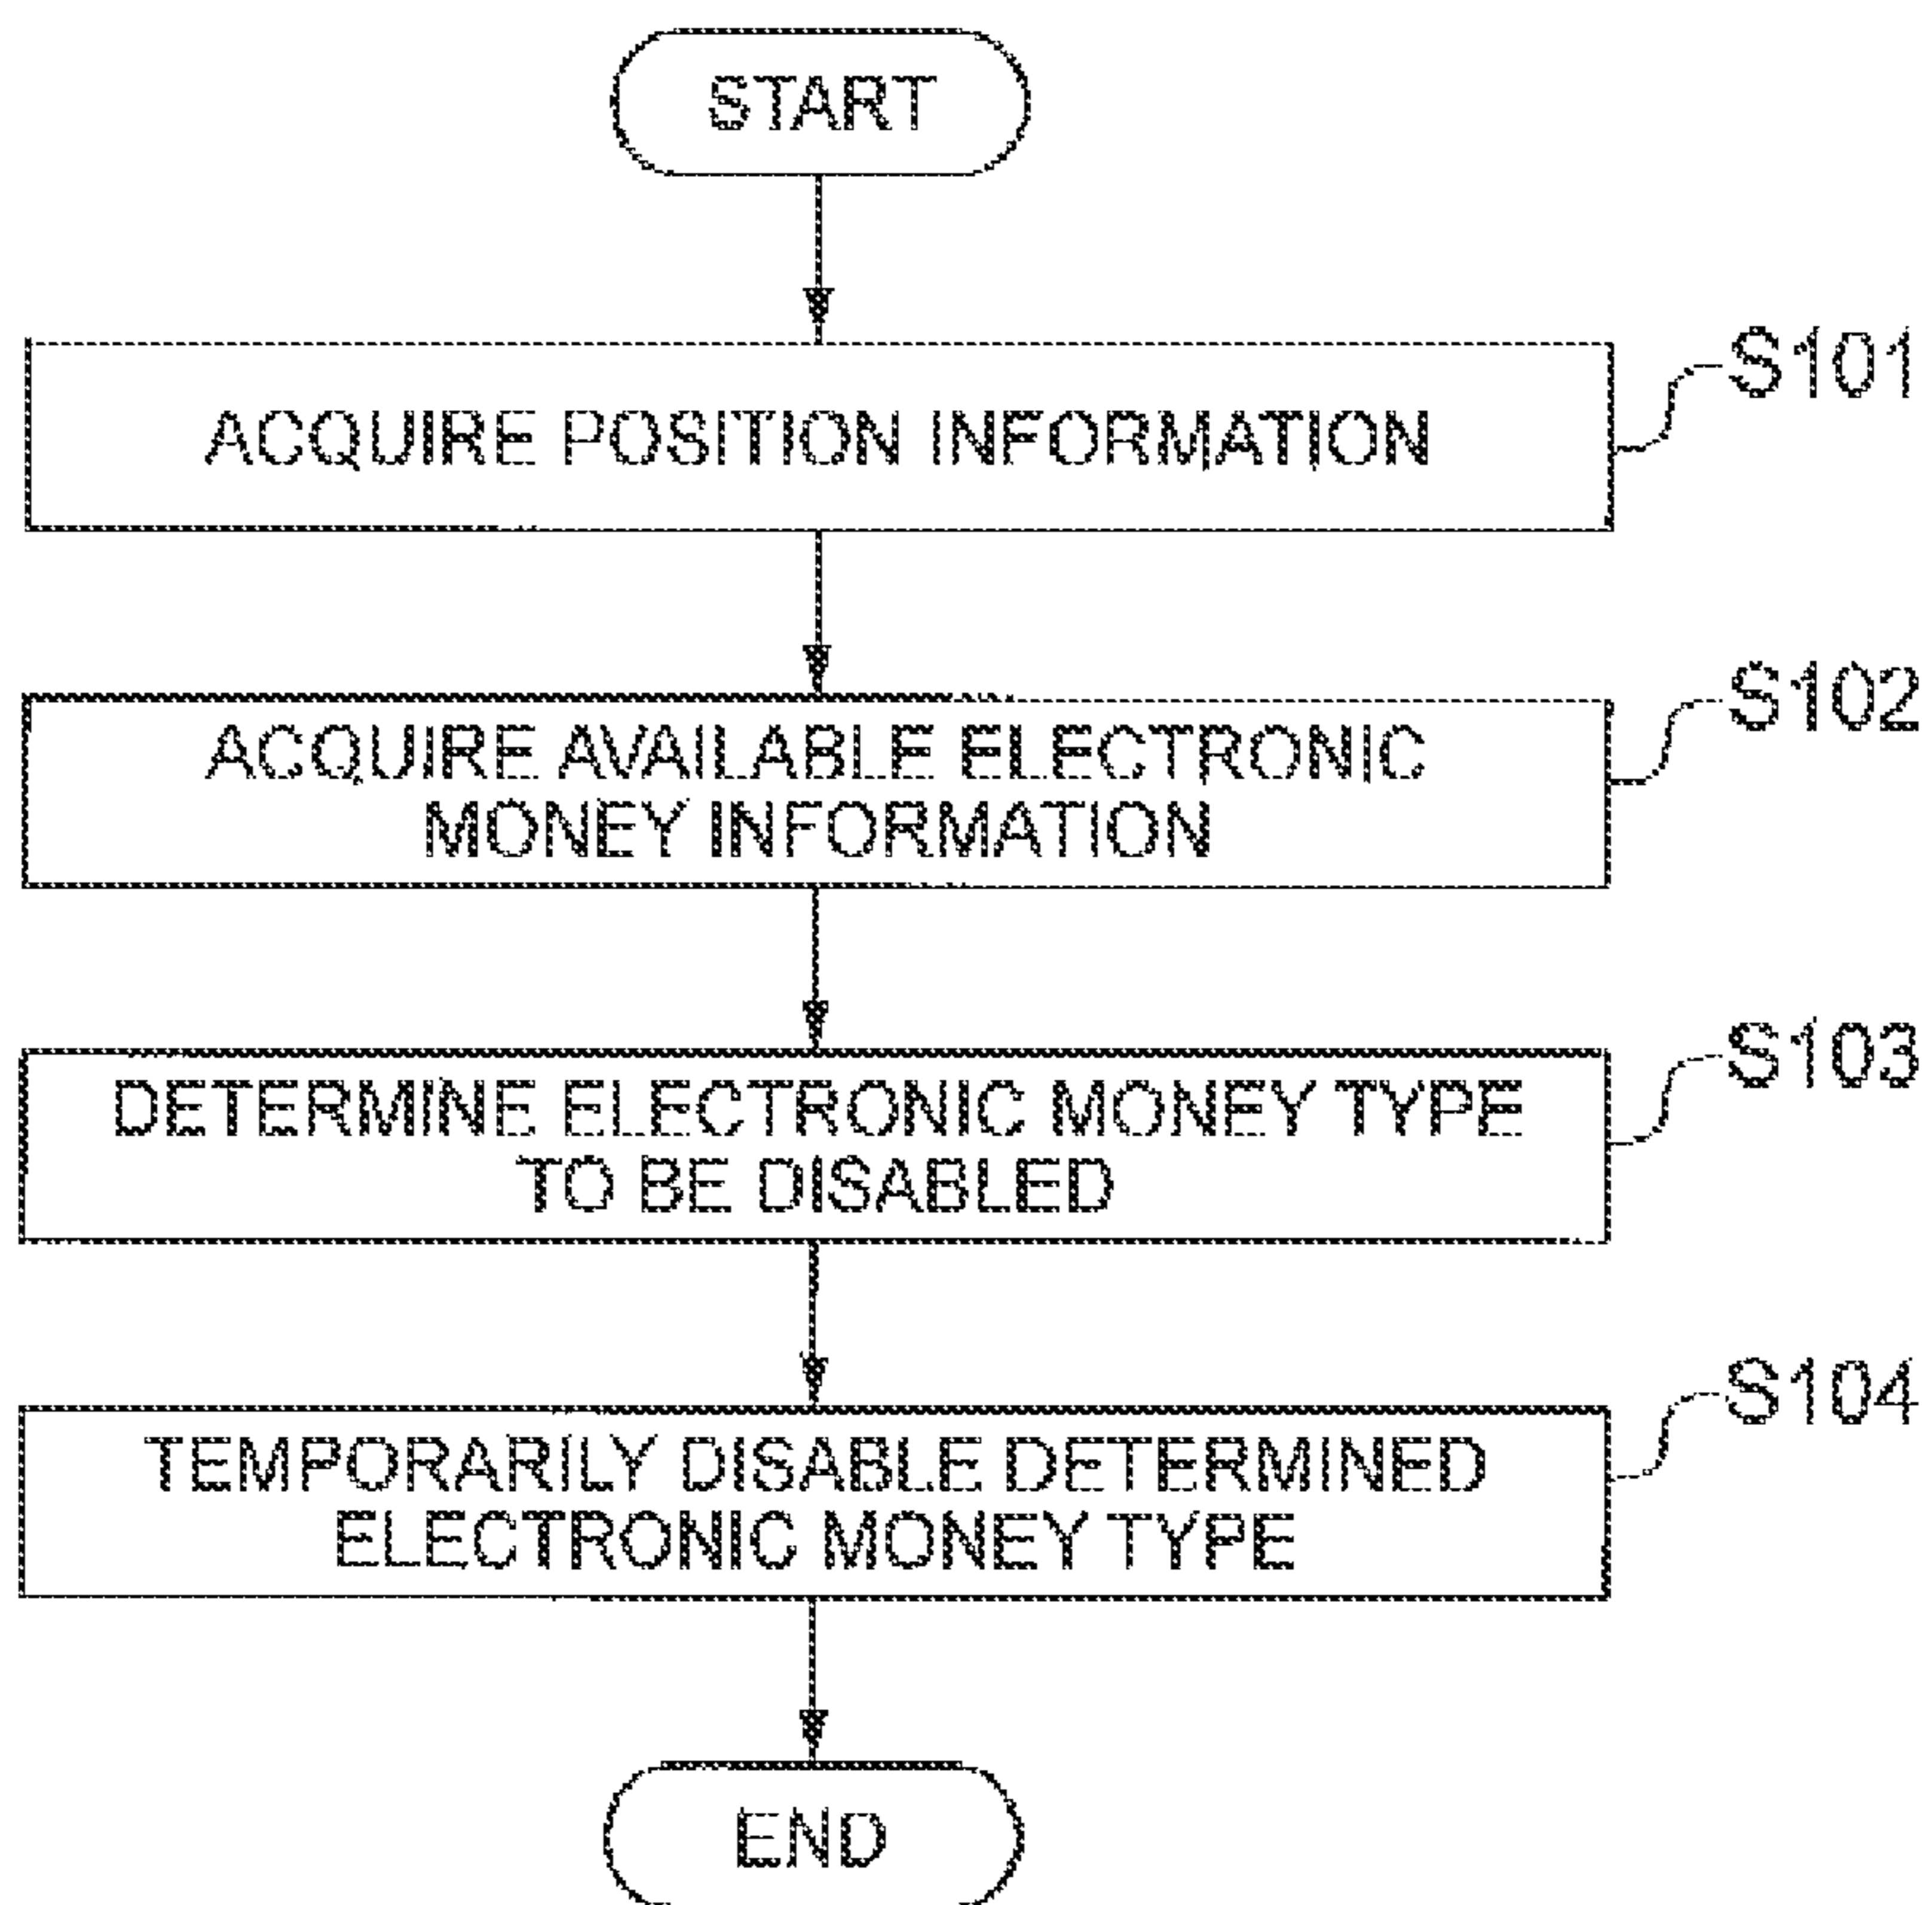 START
S101
ACQUIRE POSITION INFORMATION
S102
ACQUIRE AVAILABLE ELECTRONIC
MONEY INFORMATION
S103
DETERMINE ELECTRONIC MONEY TYPE
TO BE DISABLED
S104
TEMPORARILY DISABLE DETERMINED
ELECTRONIC MONEY TYPE
END